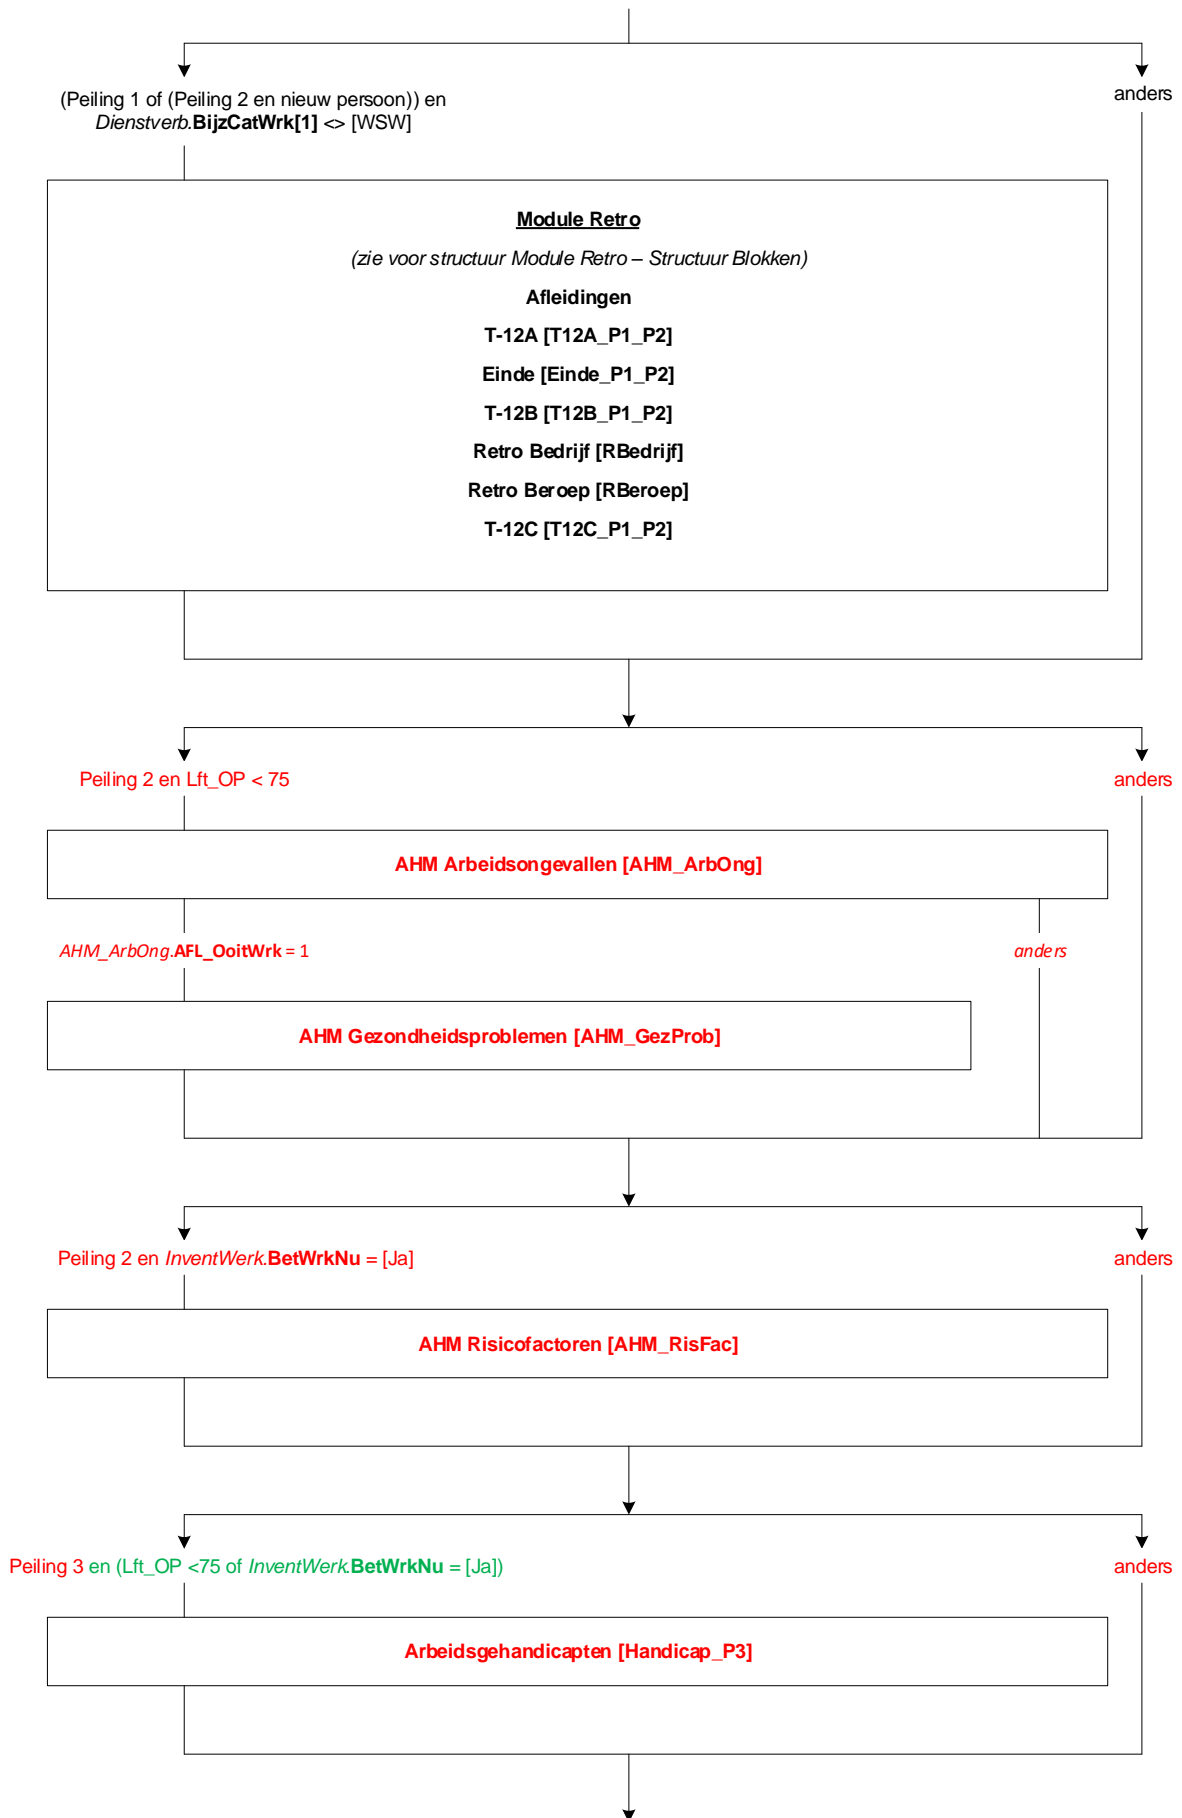 (Peiling 1 of (Peiling 2 en nieuw persoon)) en
Dienstverb.BijzCatWrk[1] <> [WSW]
anders
Module Retro
(zie voor structuur Module Retro – Structuur Blokken)
Afleidingen
T-12A [T12A_P1_P2]
Einde [Einde_P1_P2]
T-12B [T12B_P1_P2]
Retro Bedrijf [RBedrijf]
Retro Beroep [RBeroep]
T-12C [T12C_P1_P2]
Peiling 2 en Lft_OP < 75
anders
AHM Arbeidsongevallen [AHM_ArbOng]
AHM_ArbOng.AFL_OoitWrk = 1
anders
AHM Gezondheidsproblemen [AHM_GezProb]
Peiling 2 en InventWerk.BetWrkNu = [Ja]
anders
AHM Risicofactoren [AHM_RisFac]
Peiling 3 en (Lft_OP <75 of InventWerk.BetWrkNu = [Ja])
anders
Arbeidsgehandicapten [Handicap_P3]